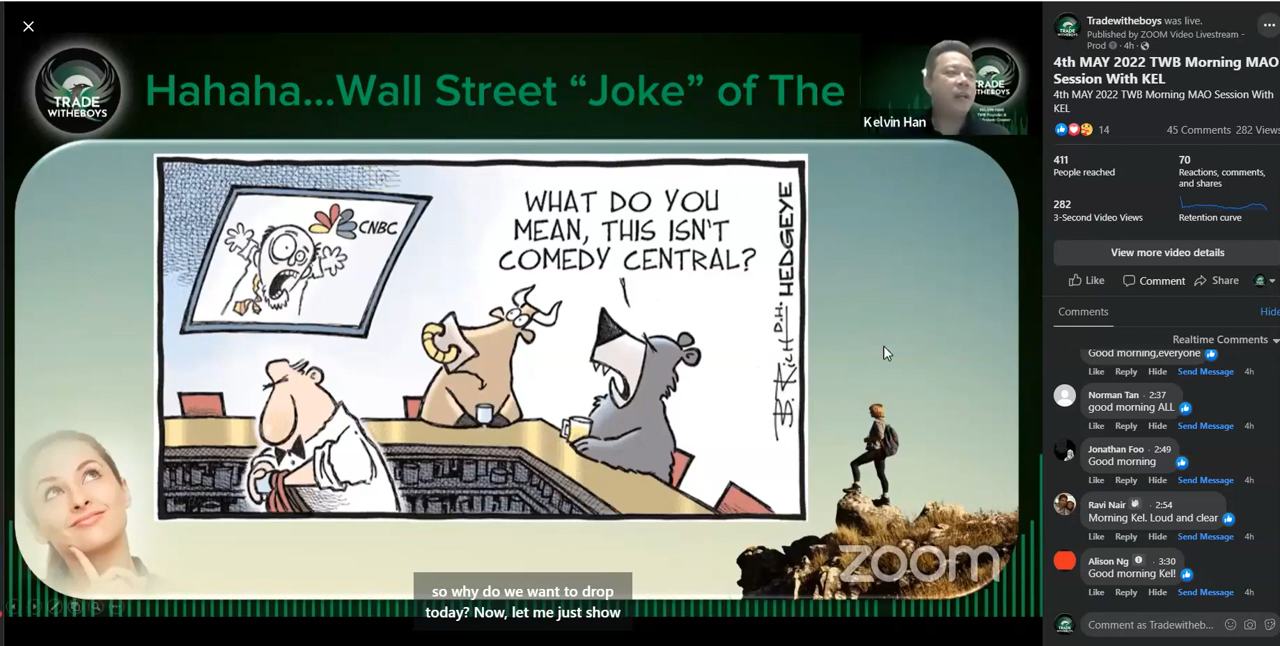 TRADE
WITHEBOYS
Hahaha...Wall Street “Joke” of The
Kelvin Han
CNBC
WHAT DO YOU
MEAN, THIS ISN'T
COMEDY CENTRAL?
HEDGEYE
B. Rich D.H.
zoom
so why do we want to drop
today? Now, let me just show
Tradewitheboys was live.
Published by ZOOM Video Livestream -
Prod · 4h ·
4th MAY 2022 TWB Morning MAO
Session With KEL
4th MAY 2022 TWB Morning MAO Session With
KEL
14
45 Comments 282 Views
411
People reached
70
Reactions, comments,
and shares
282
3-Second Video Views
Retention curve
View more video details
Like Comment Share
Comments
Hide
Realtime Comments
Good morning,everyone
Like Reply Hide Send Message 4h
Norman Tan · 2:37
good morning ALL
Like Reply Hide Send Message 4h
Jonathan Foo · 2:49
Good morning
Like Reply Hide Send Message 4h
Ravi Nair · 2:54
Morning Kel. Loud and clear
Like Reply Hide Send Message 4h
Alison Ng · 3:30
Good morning Kel!
Like Reply Hide Send Message 4h
Comment as Tradewitheb...